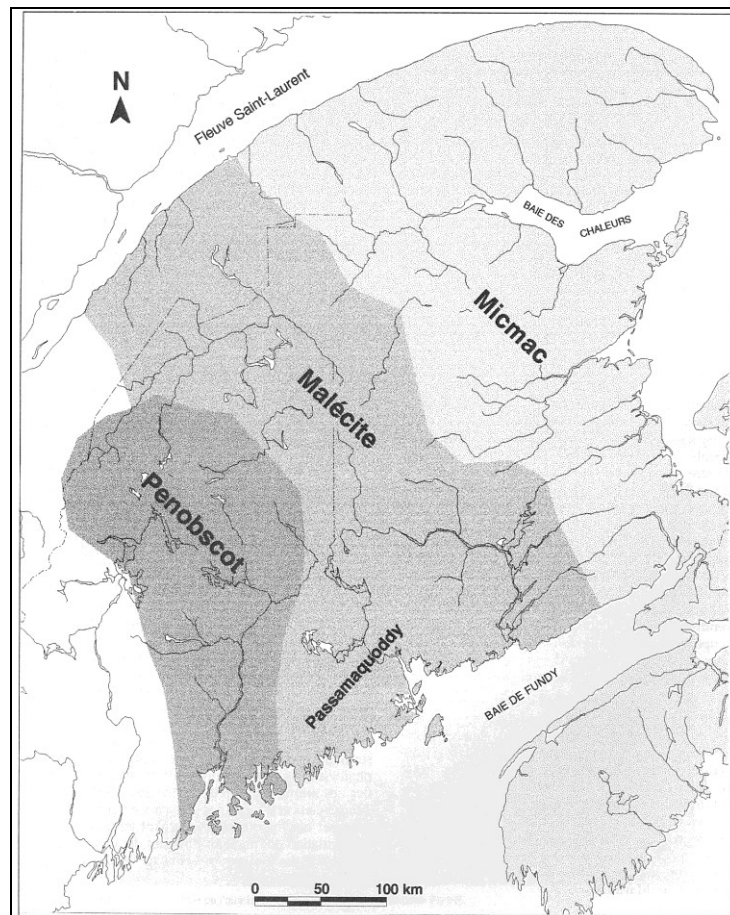 N
Fleuve Saint-Laurent
BAIE DES CHALEURS
Micmac
Malécite
Penobscot
Passamaquoddy
BAIE DE FUNDY
0 50 100 km